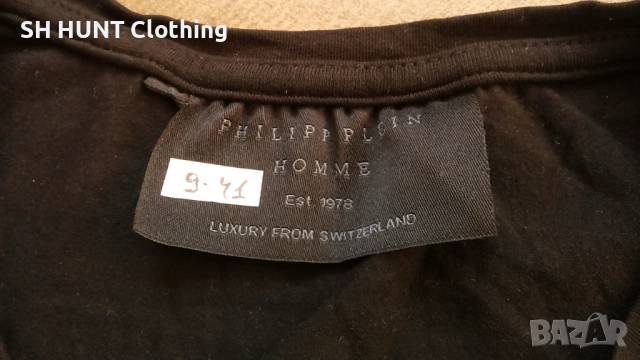 SH HUNT Clothing
PHILIPP PLEIN
HOMME
9-41
Est. 1978
LUXURY FROM SWITZERLAND
BAZAR